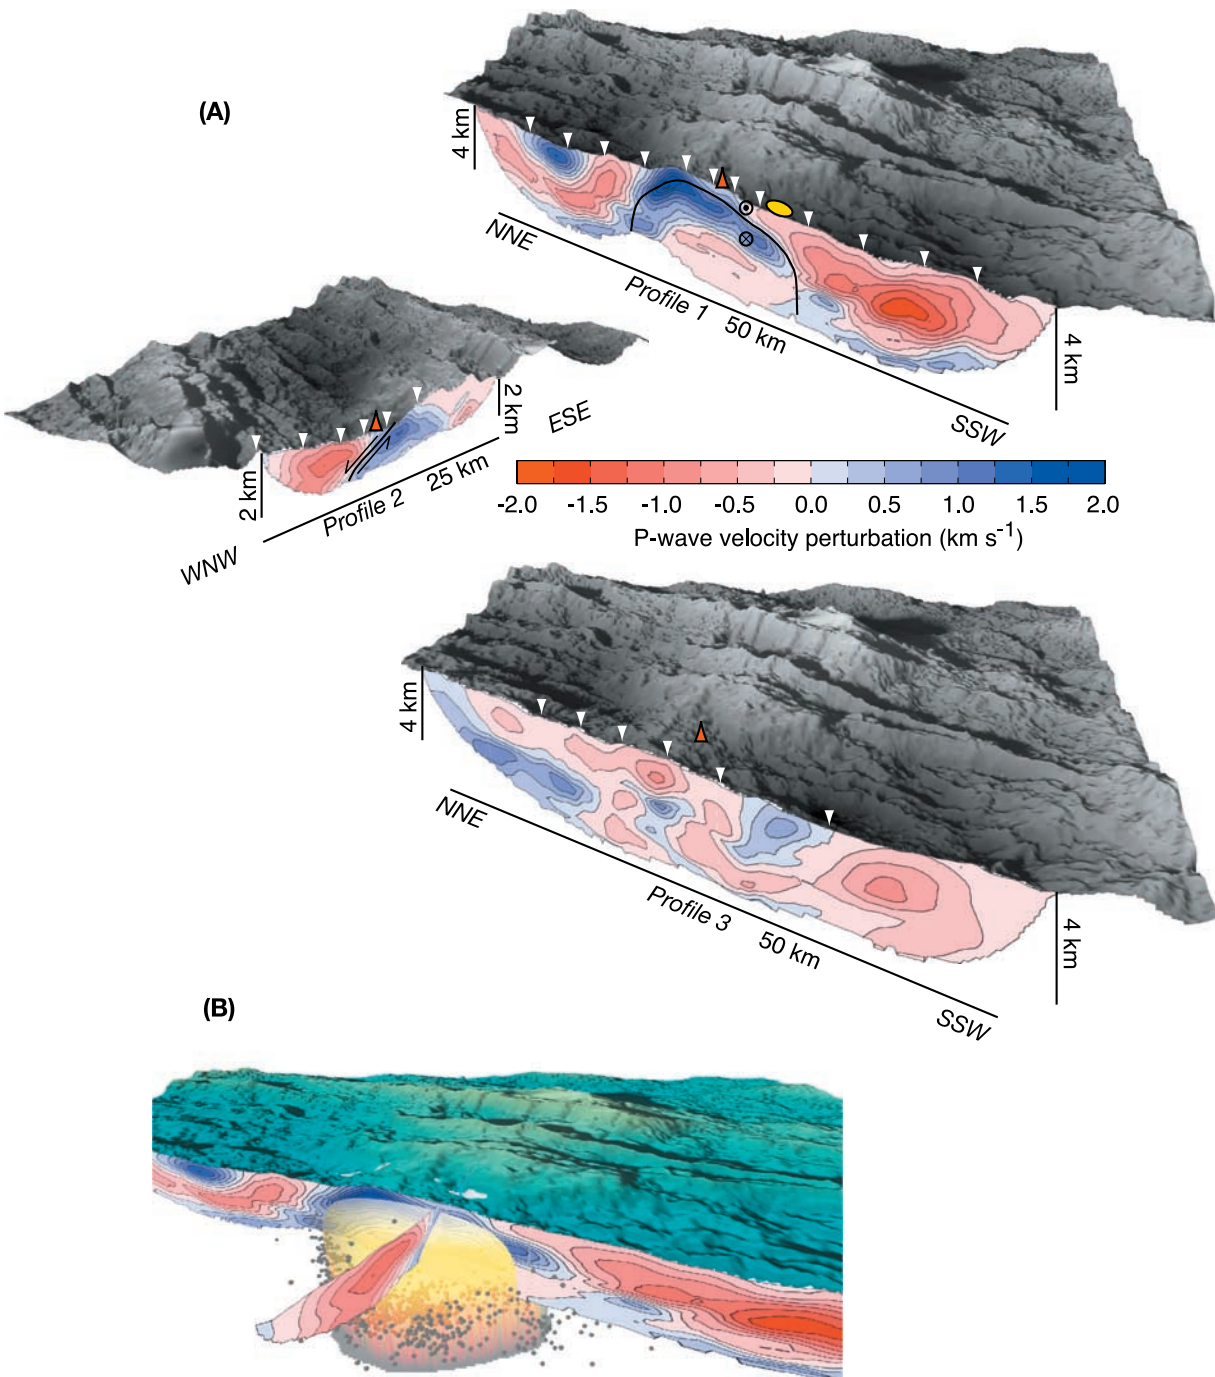 (A)
4 km
NNE
Profile 1 50 km
SSW
4 km
2 km
ESE
2 km
Profile 2 25 km
WNW
-2.0 -1.5 -1.0 -0.5 0.0 0.5 1.0 1.5 2.0
P-wave velocity perturbation (km s⁻¹)
4 km
NNE
Profile 3 50 km
SSW
4 km
(B)